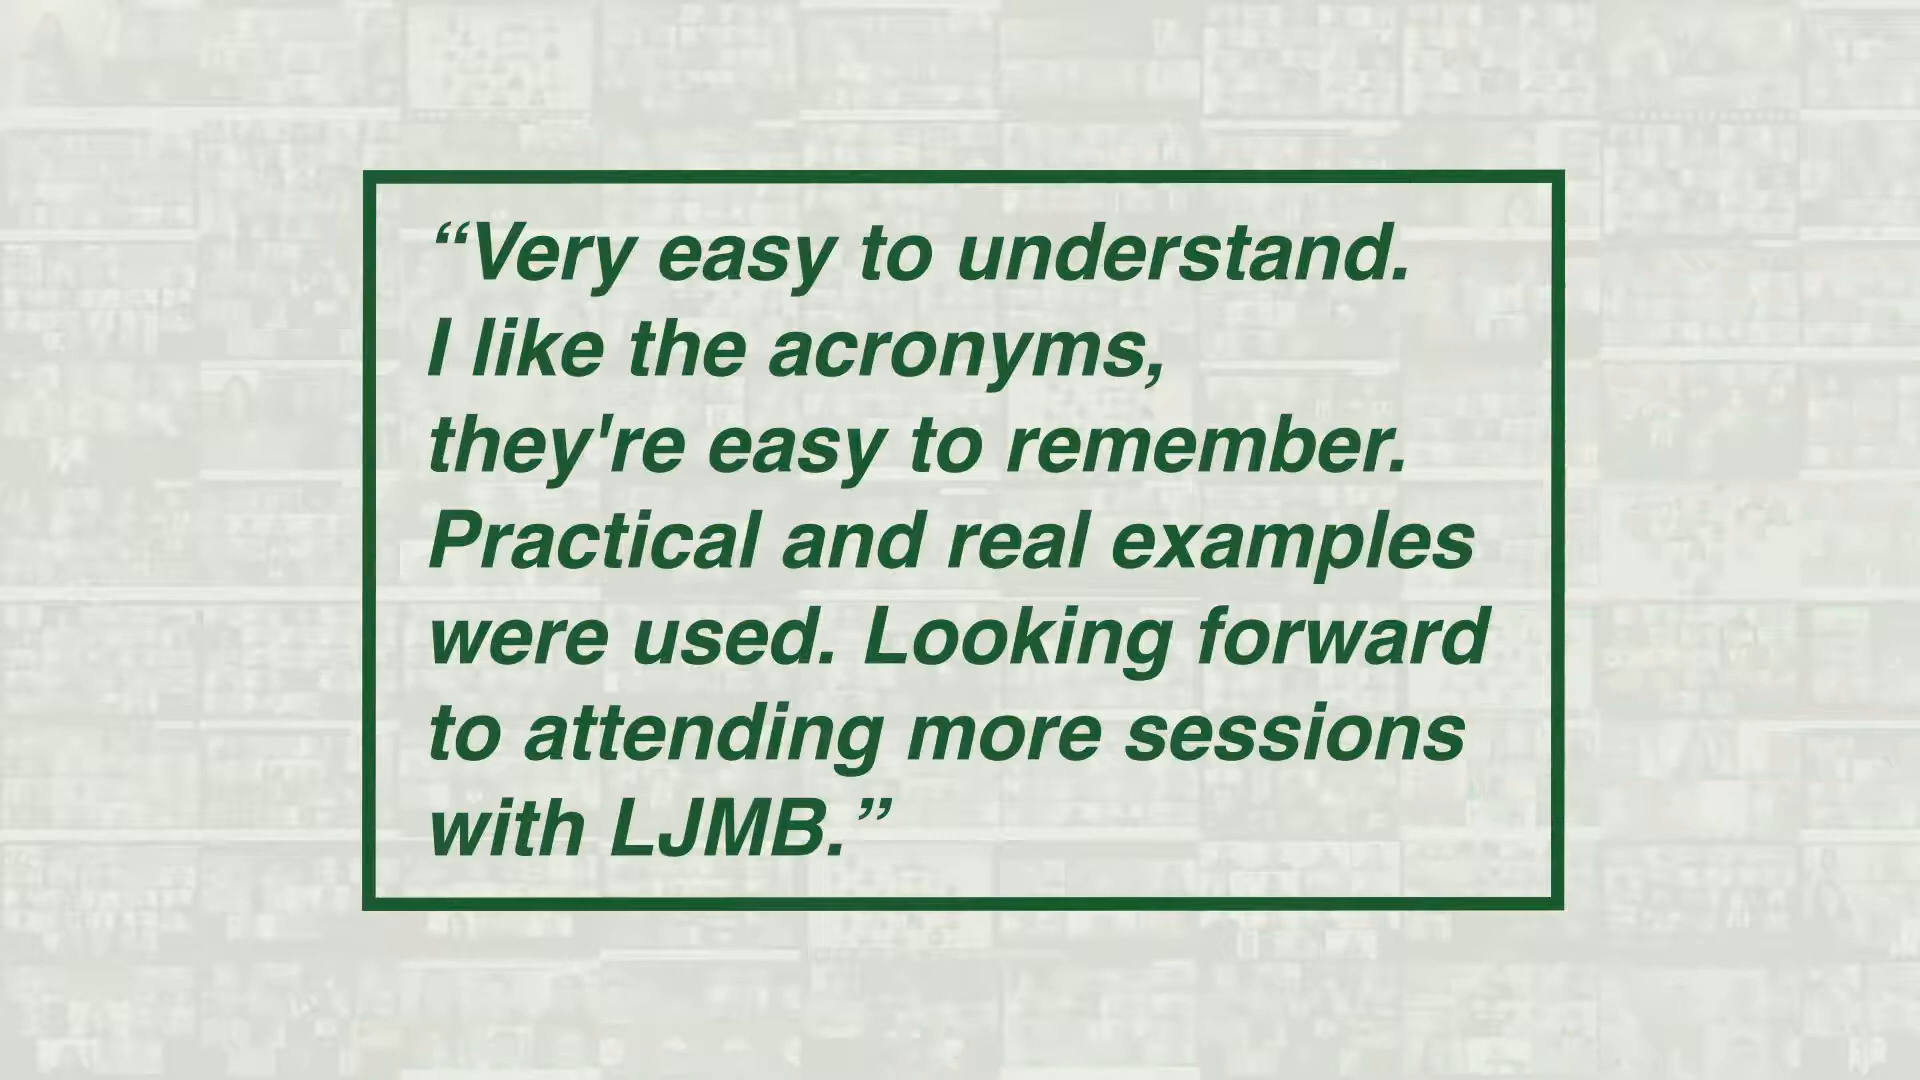 “Very easy to understand.
I like the acronyms,
they're easy to remember.
Practical and real examples
were used. Looking forward
to attending more sessions
with LJMB.”